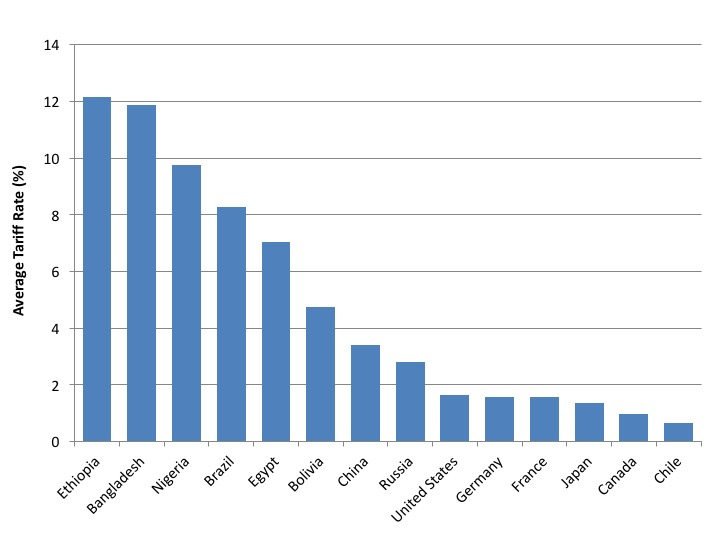 14
12
10
8
6
4
2
0
Average Tariff Rate (%)
Ethiopia
Bangladesh
Nigeria
Brazil
Egypt
Bolivia
China
Russia
United States
Germany
France
Japan
Canada
Chile